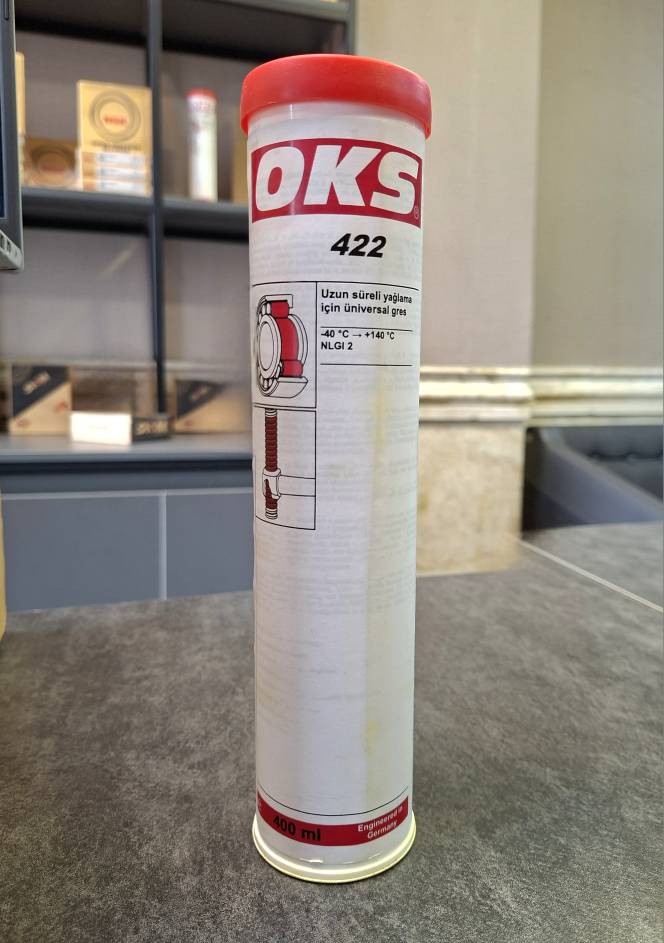 OKS
422
Uzun süreli yağlama
için üniversal gres
-40 °C → +140 °C
NLGI 2
400 ml
Engineered in
Germany